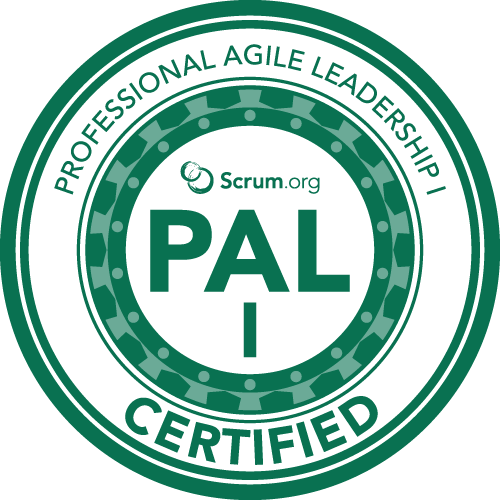 PROFESSIONAL AGILE LEADERSHIP I
Scrum.org
PAL
I
CERTIFIED